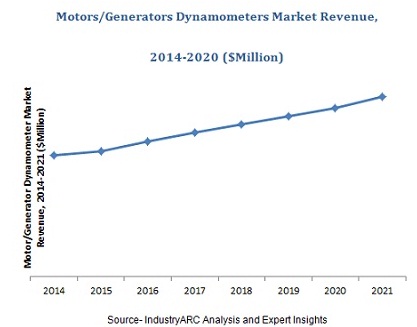 Motors/Generators Dynamometers Market Revenue,
2014-2020 ($Million)
Motor/Generator Dynamometer Market
Revenue, 2014-2021 ($Million)
2014 2015 2016 2017 2018 2019 2020 2021
Source- IndustryARC Analysis and Expert Insights